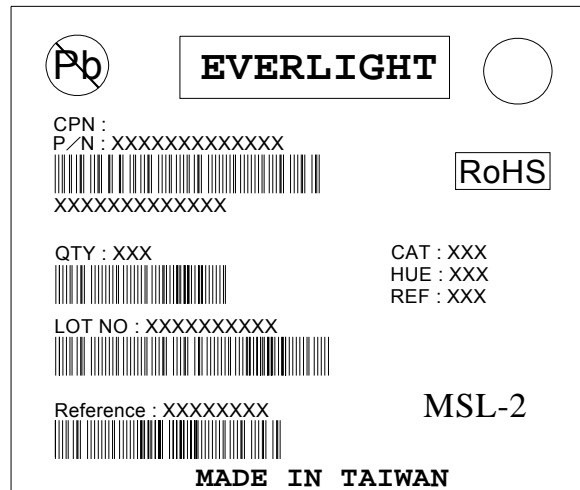 Pb
EVERLIGHT
CPN :
P/N : XXXXXXXXXXXXX
RoHS
XXXXXXXXXXXXX
QTY : XXX
CAT : XXX
HUE : XXX
REF : XXX
LOT NO : XXXXXXXXXX
Reference : XXXXXXXX
MSL-2
MADE IN TAIWAN